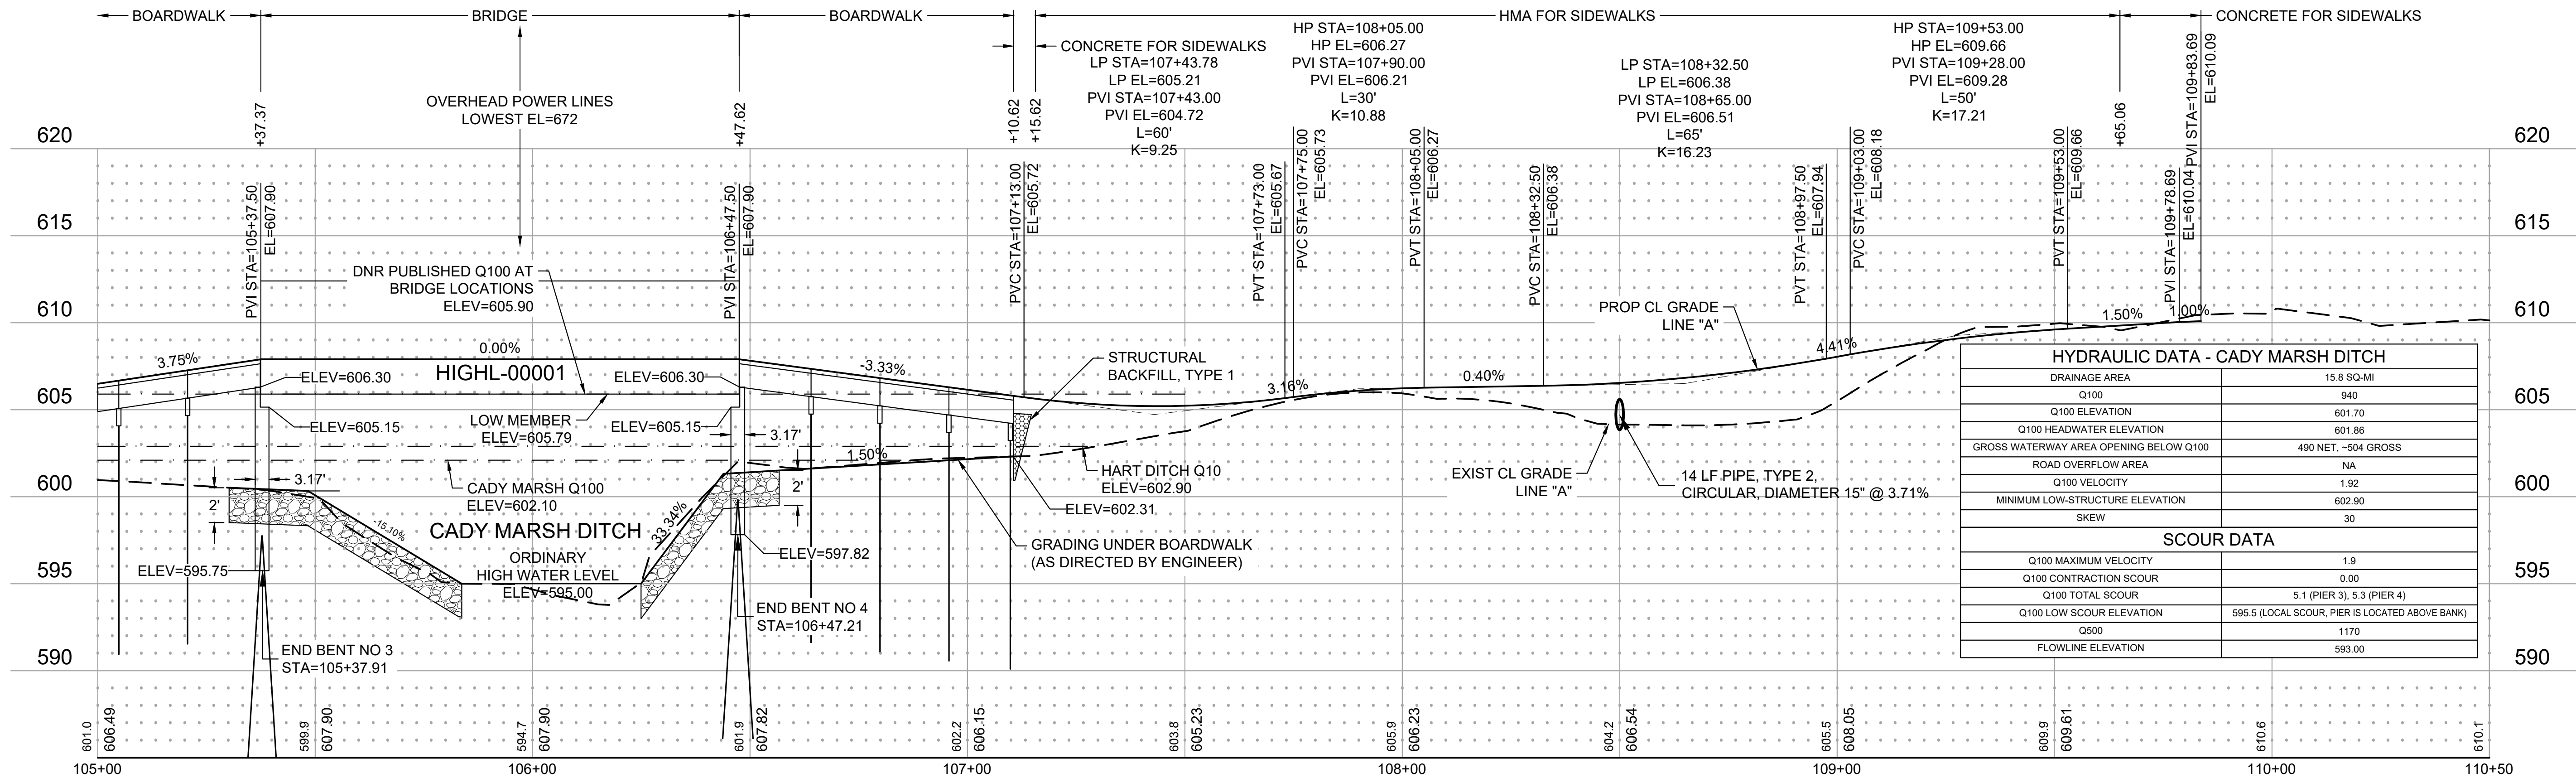 BOARDWALK
BRIDGE
BOARDWALK
HMA FOR SIDEWALKS
CONCRETE FOR SIDEWALKS
CONCRETE FOR SIDEWALKS
LP STA=107+43.78
LP EL=605.21
PVI STA=107+43.00
PVI EL=604.72
L=60'
K=9.25
HP STA=108+05.00
HP EL=606.27
PVI STA=107+90.00
PVI EL=606.21
L=30'
K=10.88
LP STA=108+32.50
LP EL=606.38
PVI STA=108+65.00
PVI EL=606.51
L=65'
K=16.23
HP STA=109+53.00
HP EL=609.66
PVI STA=109+28.00
PVI EL=609.28
L=50'
K=17.21
OVERHEAD POWER LINES
LOWEST EL=672
+37.37
+47.62
+10.62
+15.62
+65.06
620
615
610
605
600
595
590
620
615
610
605
600
595
590
PVI STA=105+37.50
EL=607.90
PVI STA=106+47.50
EL=607.90
PVC STA=107+13.00
EL=605.72
PVT STA=107+73.00
EL=605.67
PVC STA=107+75.00
EL=605.73
PVT STA=108+05.00
EL=606.27
PVC STA=108+32.50
EL=606.38
PVT STA=108+97.50
EL=607.94
PVC STA=109+03.00
EL=608.18
PVT STA=109+53.00
EL=609.66
PVI STA=109+78.69
EL=610.04
PVI STA=109+83.69
EL=610.09
DNR PUBLISHED Q100 AT
BRIDGE LOCATIONS
ELEV=605.90
3.75%
0.00%
-3.33%
3.16%
0.40%
4.41%
1.50%
1.00%
HIGHL-00001
ELEV=606.30
ELEV=606.30
ELEV=605.15
LOW MEMBER
ELEV=605.79
ELEV=605.15
STRUCTURAL
BACKFILL, TYPE 1
PROP CL GRADE
LINE "A"
3.17'
3.17'
2'
2'
1.50%
CADY MARSH Q100
ELEV=602.10
HART DITCH Q10
ELEV=602.90
ELEV=602.31
EXIST CL GRADE
LINE "A"
14 LF PIPE, TYPE 2,
CIRCULAR, DIAMETER 15" @ 3.71%
-15.10%
33.34%
CADY MARSH DITCH
ORDINARY
HIGH WATER LEVEL
ELEV=595.00
ELEV=595.75
ELEV=597.82
GRADING UNDER BOARDWALK
(AS DIRECTED BY ENGINEER)
END BENT NO 4
STA=106+47.21
END BENT NO 3
STA=105+37.91
HYDRAULIC DATA - CADY MARSH DITCH
DRAINAGE AREA 15.8 SQ-MI
Q100 940
Q100 ELEVATION 601.70
Q100 HEADWATER ELEVATION 601.86
GROSS WATERWAY AREA OPENING BELOW Q100 490 NET, ~504 GROSS
ROAD OVERFLOW AREA NA
Q100 VELOCITY 1.92
MINIMUM LOW-STRUCTURE ELEVATION 602.90
SKEW 30
SCOUR DATA
Q100 MAXIMUM VELOCITY 1.9
Q100 CONTRACTION SCOUR 0.00
Q100 TOTAL SCOUR 5.1 (PIER 3), 5.3 (PIER 4)
Q100 LOW SCOUR ELEVATION 595.5 (LOCAL SCOUR, PIER IS LOCATED ABOVE BANK)
Q500 1170
FLOWLINE ELEVATION 593.00
601.0
606.49
599.9
607.90
594.7
607.90
601.9
607.82
602.2
606.15
603.8
605.23
605.9
606.23
604.2
606.54
605.5
608.05
609.9
609.61
610.6
610.1
105+00
106+00
107+00
108+00
109+00
110+00
110+50